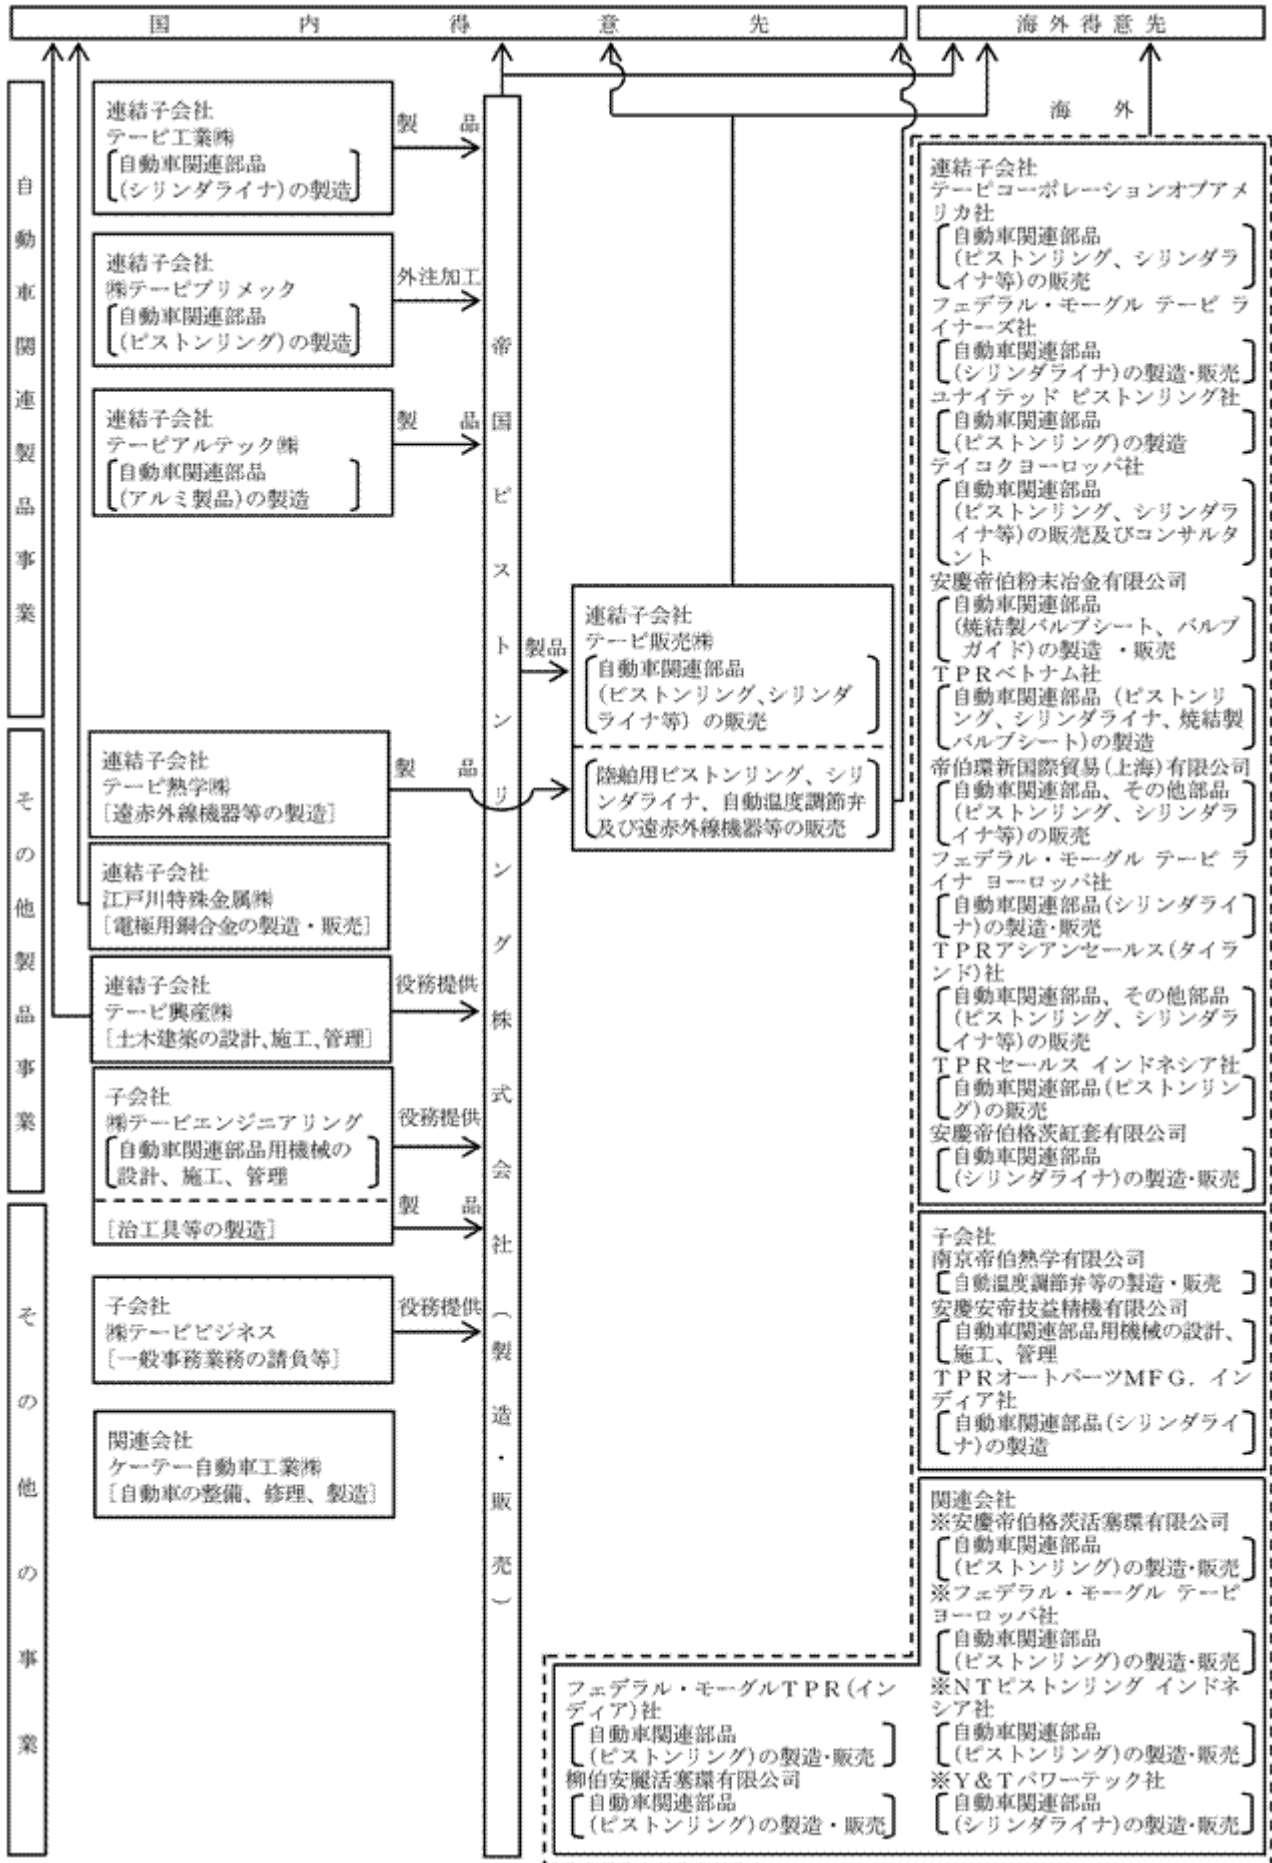 国内得意先
海外得意先
海外
自動車関連製品事業
その他製品事業
その他の事業
連結子会社
テーピ工業㈱
自動車関連部品
(シリンダライナ)の製造
製品
連結子会社
㈱テーピプリメック
自動車関連部品
(ピストンリング)の製造
外注加工
連結子会社
テーピアルテック㈱
自動車関連部品
(アルミ製品)の製造
製品
連結子会社
テーピ熱学㈱
[遠赤外線機器等の製造]
製品
連結子会社
江戸川特殊金属㈱
[電極用銅合金の製造・販売]
連結子会社
テーピ興産㈱
[土木建築の設計、施工、管理]
役務提供
子会社
㈱テーピエンジニアリング
自動車関連部品用機械の
設計、施工、管理
役務提供
[治工具等の製造]
製品
子会社
㈱テーピビジネス
[一般事務業務の請負等]
役務提供
関連会社
ケーテー自動車工業㈱
[自動車の整備、修理、製造]
帝国ピストンリング株式会社(製造・販売)
製品
連結子会社
テーピ販売㈱
自動車関連部品
(ピストンリング、シリンダ
ライナ等)の販売
陸舶用ピストンリング、シリ
ンダライナ、自動温度調節弁
及び遠赤外線機器等の販売
連結子会社
テーピコーポレーションオブアメ
リカ社
自動車関連部品
(ピストンリング、シリンダラ
イナ等)の販売
フェデラル・モーグル テーピ ラ
イナーズ社
自動車関連部品
(シリンダライナ)の製造・販売
ユナイテッド ピストンリング社
自動車関連部品
(ピストンリング)の製造
テイコクヨーロッパ社
自動車関連部品
(ピストンリング、シリンダラ
イナ等)の販売及びコンサルタ
ント
安慶帝伯粉末冶金有限公司
自動車関連部品
(焼結製バルブシート、バルブ
ガイド)の製造 ・販売
TPRベトナム社
自動車関連部品 (ピストンリ
ング、シリンダライナ、焼結製
バルブシート)の製造
帝伯環新国際貿易(上海)有限公司
自動車関連部品、その他部品
(ピストンリング、シリンダラ
イナ等)の販売
フェデラル・モーグル テーピ ラ
イナ ヨーロッパ社
自動車関連部品(シリンダライ
ナ)の製造・販売
TPRアシアンセールス(タイラ
ンド)社
自動車関連部品、その他部品
(ピストンリング、シリンダラ
イナ等)の販売
TPRセールス インドネシア社
自動車関連部品(ピストンリン
グ)の販売
安慶帝伯格茨缸套有限公司
自動車関連部品
(シリンダライナ)の製造・販売
子会社
南京帝伯熱学有限公司
自動温度調節弁等の製造・販売
安慶安帝技益精機有限公司
自動車関連部品用機械の設計、
施工、管理
TPRオートパーツMFG.イン
ディア社
自動車関連部品(シリンダライ
ナ)の製造
関連会社
※安慶帝伯格茨活塞環有限公司
自動車関連部品
(ピストンリング)の製造・販売
※フェデラル・モーグル テーピ
ヨーロッパ社
自動車関連部品
(ピストンリング)の製造・販売
※NTピストンリング インドネ
シア社
自動車関連部品
(ピストンリング)の製造・販売
※Y&Tパワーテック社
自動車関連部品
(シリンダライナ)の製造・販売
フェデラル・モーグルTPR(イン
ディア)社
自動車関連部品
(ピストンリング)の製造・販売
柳伯安麗活塞環有限公司
自動車関連部品
(ピストンリング)の製造・販売